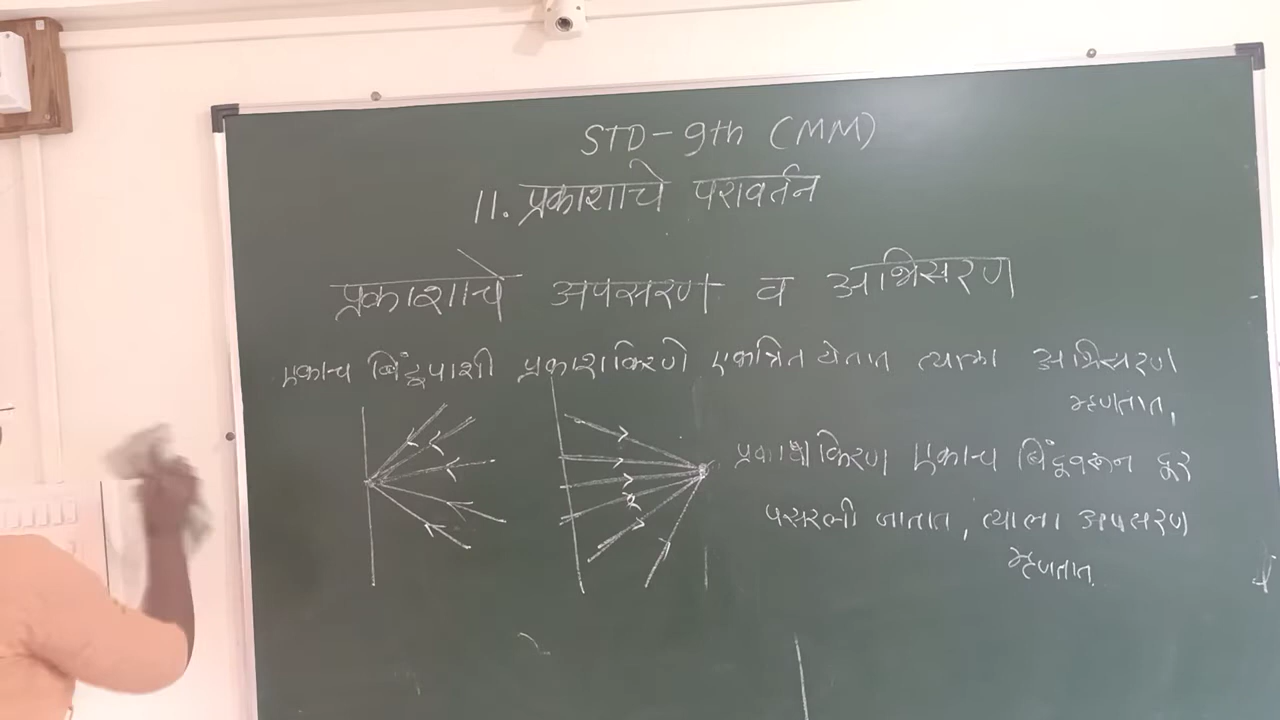 STD-9th (MM)
11. प्रकाशाचे परावर्तन
प्रकाशाचे अपसरण व अभिसरण
एकाच बिंदूपाशी प्रकाशकिरणे एकत्रित येतात त्याला अभिसरण
म्हणतात,
प्रकाशकिरण एकाच बिंदूवरून दूर
पसरली जातात, त्याला अपसरण
म्हणतात.